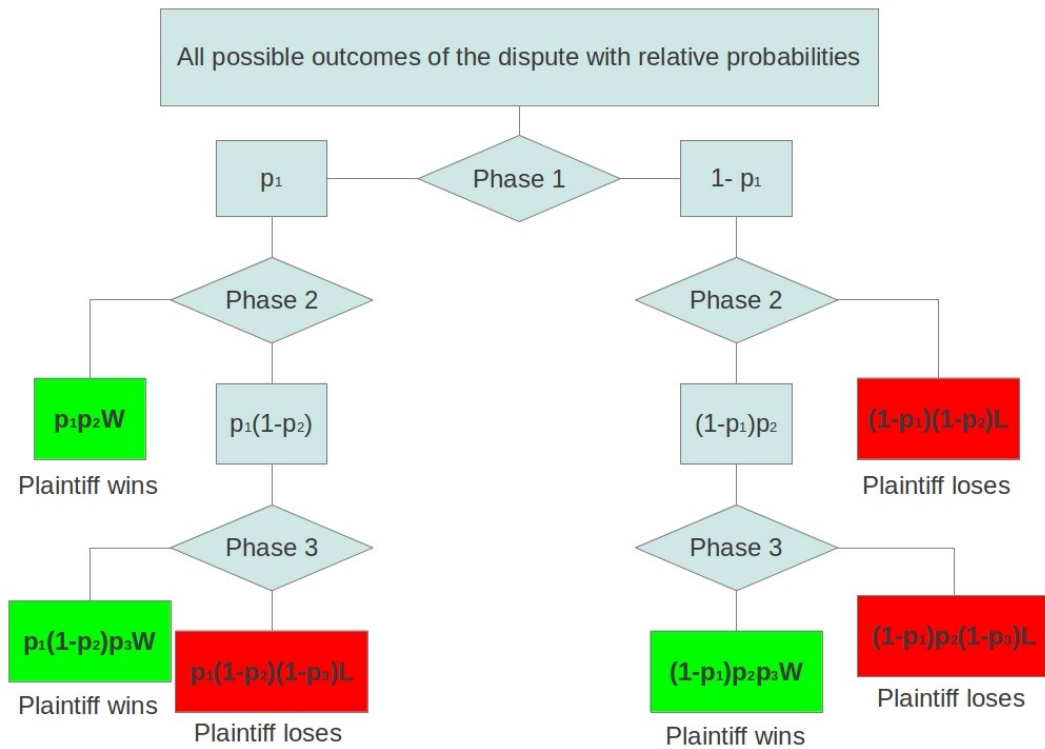 All possible outcomes of the dispute with relative probabilities
p₁
Phase 1
1- p₁
Phase 2
Phase 2
p₁p₂W
p₁(1-p₂)
(1-p₁)p₂
(1-p₁)(1-p₂)L
Plaintiff wins
Plaintiff loses
Phase 3
Phase 3
p₁(1-p₂)p₃W
p₁(1-p₂)(1-p₃)L
(1-p₁)p₂p₃W
(1-p₁)p₂(1-p₃)L
Plaintiff wins
Plaintiff loses
Plaintiff wins
Plaintiff loses